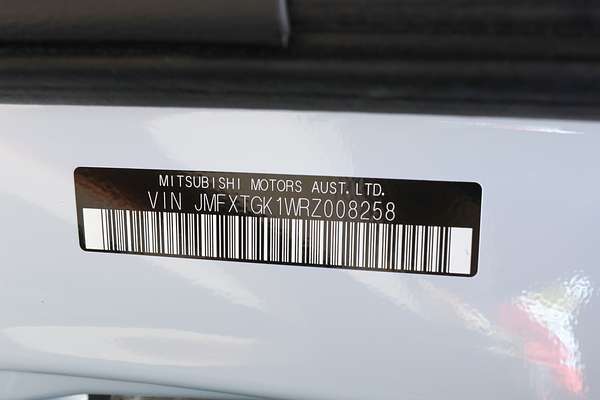 MITSUBISHI MOTORS AUST. LTD.
VIN JMFXTGK1WRZ008258